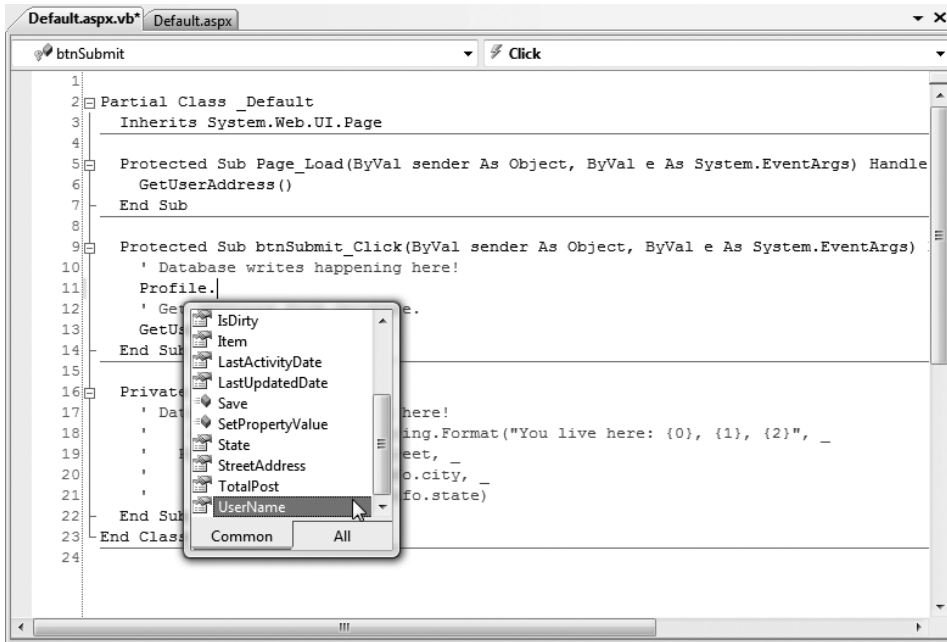 Default.aspx.vb* Default.aspx
btnSubmit Click
1
2 Partial Class _Default
3 Inherits System.Web.UI.Page
4
5 Protected Sub Page_Load(ByVal sender As Object, ByVal e As System.EventArgs) Handle
6 GetUserAddress()
7 End Sub
8
9 Protected Sub btnSubmit_Click(ByVal sender As Object, ByVal e As System.EventArgs)
10 ' Database writes happening here!
11 Profile.
12 ' Ge e.
13 GetUs
14 End Sub
15
16 Private
17 ' Dat here!
18 ' ing.Format("You live here: {0}, {1}, {2}", _
19 ' eet, _
20 ' o.city, _
21 ' fo.state)
22 End Sub
23 End Class
24
IsDirty
Item
LastActivityDate
LastUpdatedDate
Save
SetPropertyValue
State
StreetAddress
TotalPost
UserName
Common All